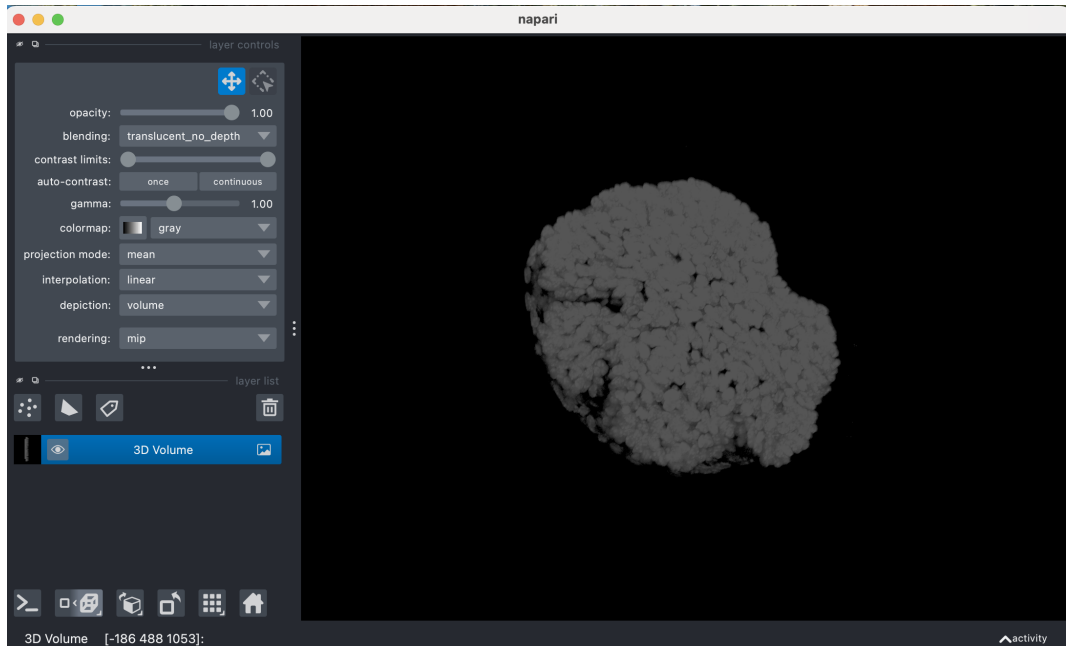 napari
layer controls
opacity: 1.00
blending: translucent_no_depth
contrast limits:
auto-contrast: once continuous
gamma: 1.00
colormap: gray
projection mode: mean
interpolation: linear
depiction: volume
rendering: mip
layer list
3D Volume
3D Volume [-186 488 1053]:
activity